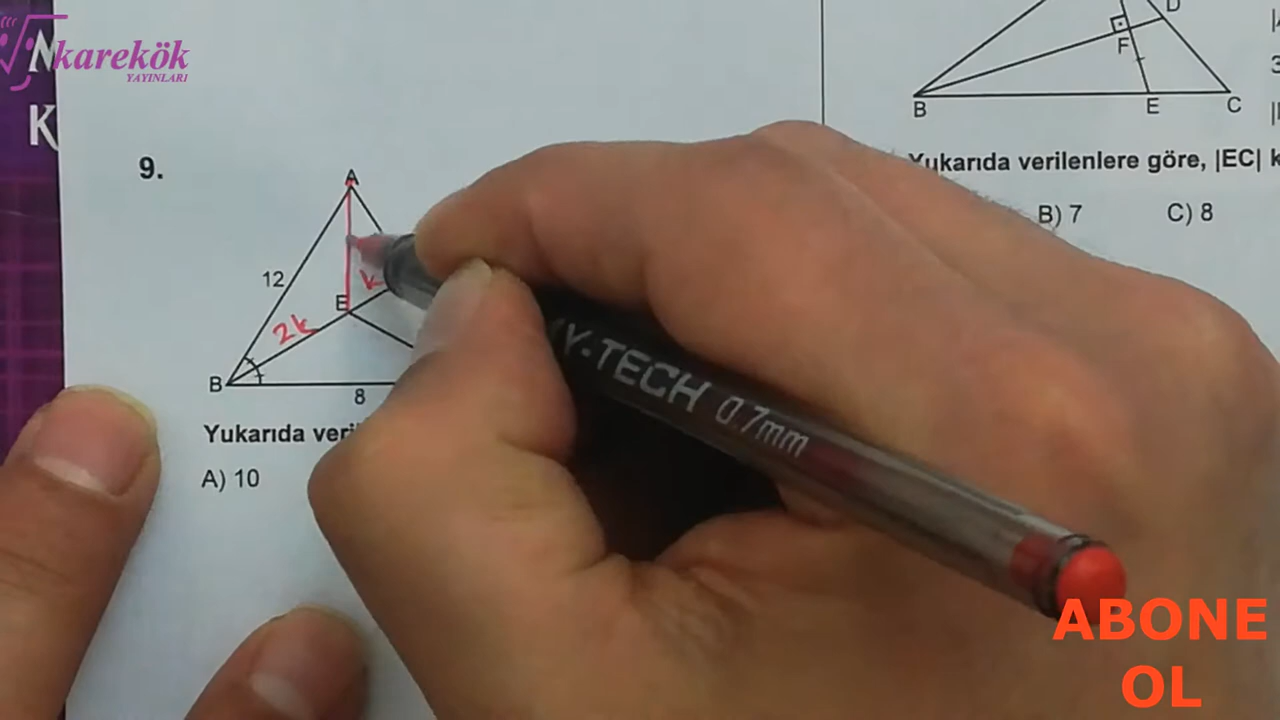 karekök
YAYINLARI
N
K
9.
A
12
E
k
2k
B
8
Yukarıda
A) 10
D
F
B
E
C
3
Yukarıda verilenlere göre, |EC|
B) 7
C) 8
MY-TECH 0.7mm
ABONE
OL